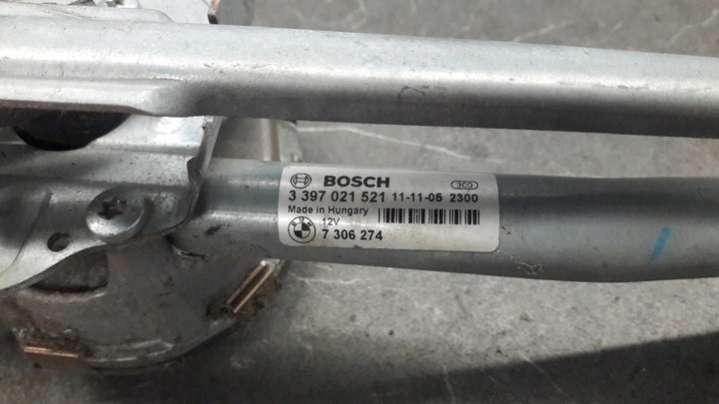 BOSCH
3 397 021 521 11-11-05 2300
Made in Hungary
12V
7 306 274